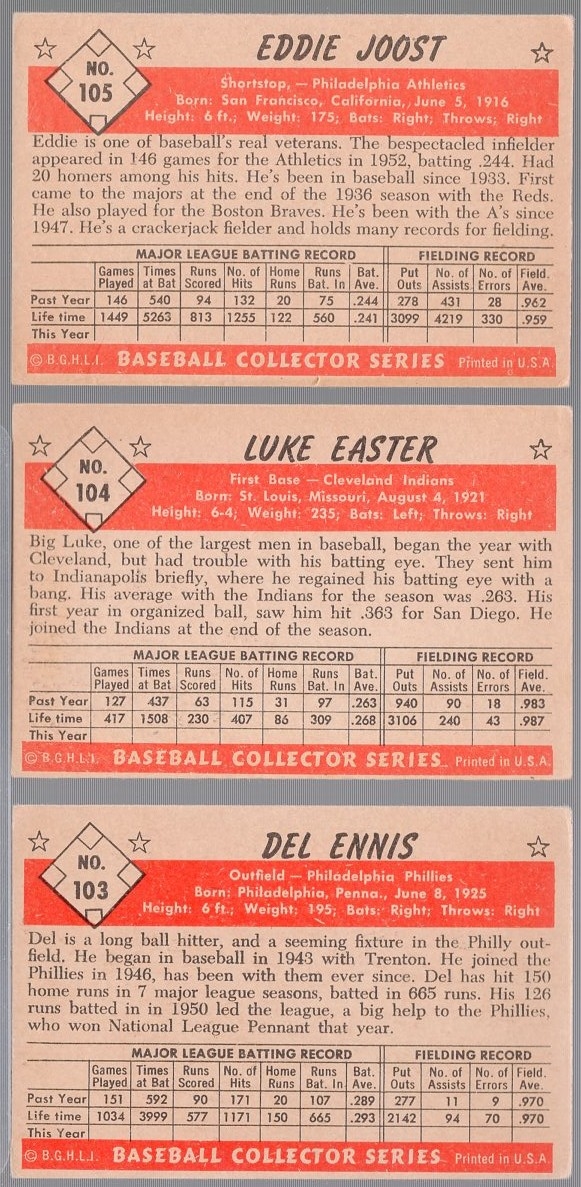 NO.
105
EDDIE JOOST
Shortstop, — Philadelphia Athletics
Born: San Francisco, California, June 5, 1916
Height: 6 ft.; Weight: 175; Bats: Right; Throws; Right
Eddie is one of baseball's real veterans. The bespectacled infielder
appeared in 146 games for the Athletics in 1952, batting .244. Had
20 homers among his hits. He's been in baseball since 1933. First
came to the majors at the end of the 1936 season with the Reds.
He also played for the Boston Braves. He's been with the A's since
1947. He's a crackerjack fielder and holds many records for fielding.
MAJOR LEAGUE BATTING RECORD FIELDING RECORD
Games Times Runs No. of Home Runs Bat. Put No. of No. of Field.
Played at Bat Scored Hits Runs Bat. In Ave. Outs Assists Errors Ave.
Past Year 146 540 94 132 20 75 .244 278 431 28 .962
Life time 1449 5263 813 1255 122 560 .241 3099 4219 330 .959
This Year
© B.G.H.L.I. BASEBALL COLLECTOR SERIES Printed in U.S.A.
NO.
104
LUKE EASTER
First Base — Cleveland Indians
Born: St. Louis, Missouri, August 4, 1921
Height: 6-4; Weight: 235; Bats: Left; Throws: Right
Big Luke, one of the largest men in baseball, began the year with
Cleveland, but had trouble with his batting eye. They sent him
to Indianapolis briefly, where he regained his batting eye with a
bang. His average with the Indians for the season was .263. His
first year in organized ball, saw him hit .363 for San Diego. He
joined the Indians at the end of the season.
MAJOR LEAGUE BATTING RECORD FIELDING RECORD
Games Times Runs No. of Home Runs Bat. Put No. of No. of Field.
Played at Bat Scored Hits Runs Bat. In Ave. Outs Assists Errors Ave.
Past Year 127 437 63 115 31 97 .263 940 90 18 .983
Life time 417 1508 230 407 86 309 .268 3106 240 43 .987
This Year
© B.G.H.L.I. BASEBALL COLLECTOR SERIES Printed in U.S.A.
NO.
103
DEL ENNIS
Outfield — Philadelphia Phillies
Born: Philadelphia, Penna., June 8, 1925
Height: 6 ft.; Weight: 195; Bats: Right; Throws: Right
Del is a long ball hitter, and a seeming fixture in the Philly out-
field. He began in baseball in 1943 with Trenton. He joined the
Phillies in 1946, has been with them ever since. Del has hit 150
home runs in 7 major league seasons, batted in 665 runs. His 126
runs batted in in 1950 led the league, a big help to the Phillies,
who won National League Pennant that year.
MAJOR LEAGUE BATTING RECORD FIELDING RECORD
Games Times Runs No. of Home Runs Bat. Put No. of No. of Field.
Played at Bat Scored Hits Runs Bat. In Ave. Outs Assists Errors Ave.
Past Year 151 592 90 171 20 107 .289 277 11 9 .970
Life time 1034 3999 577 1171 150 665 .293 2142 94 70 .970
This Year
© B.G.H.L.I. BASEBALL COLLECTOR SERIES Printed in U.S.A.